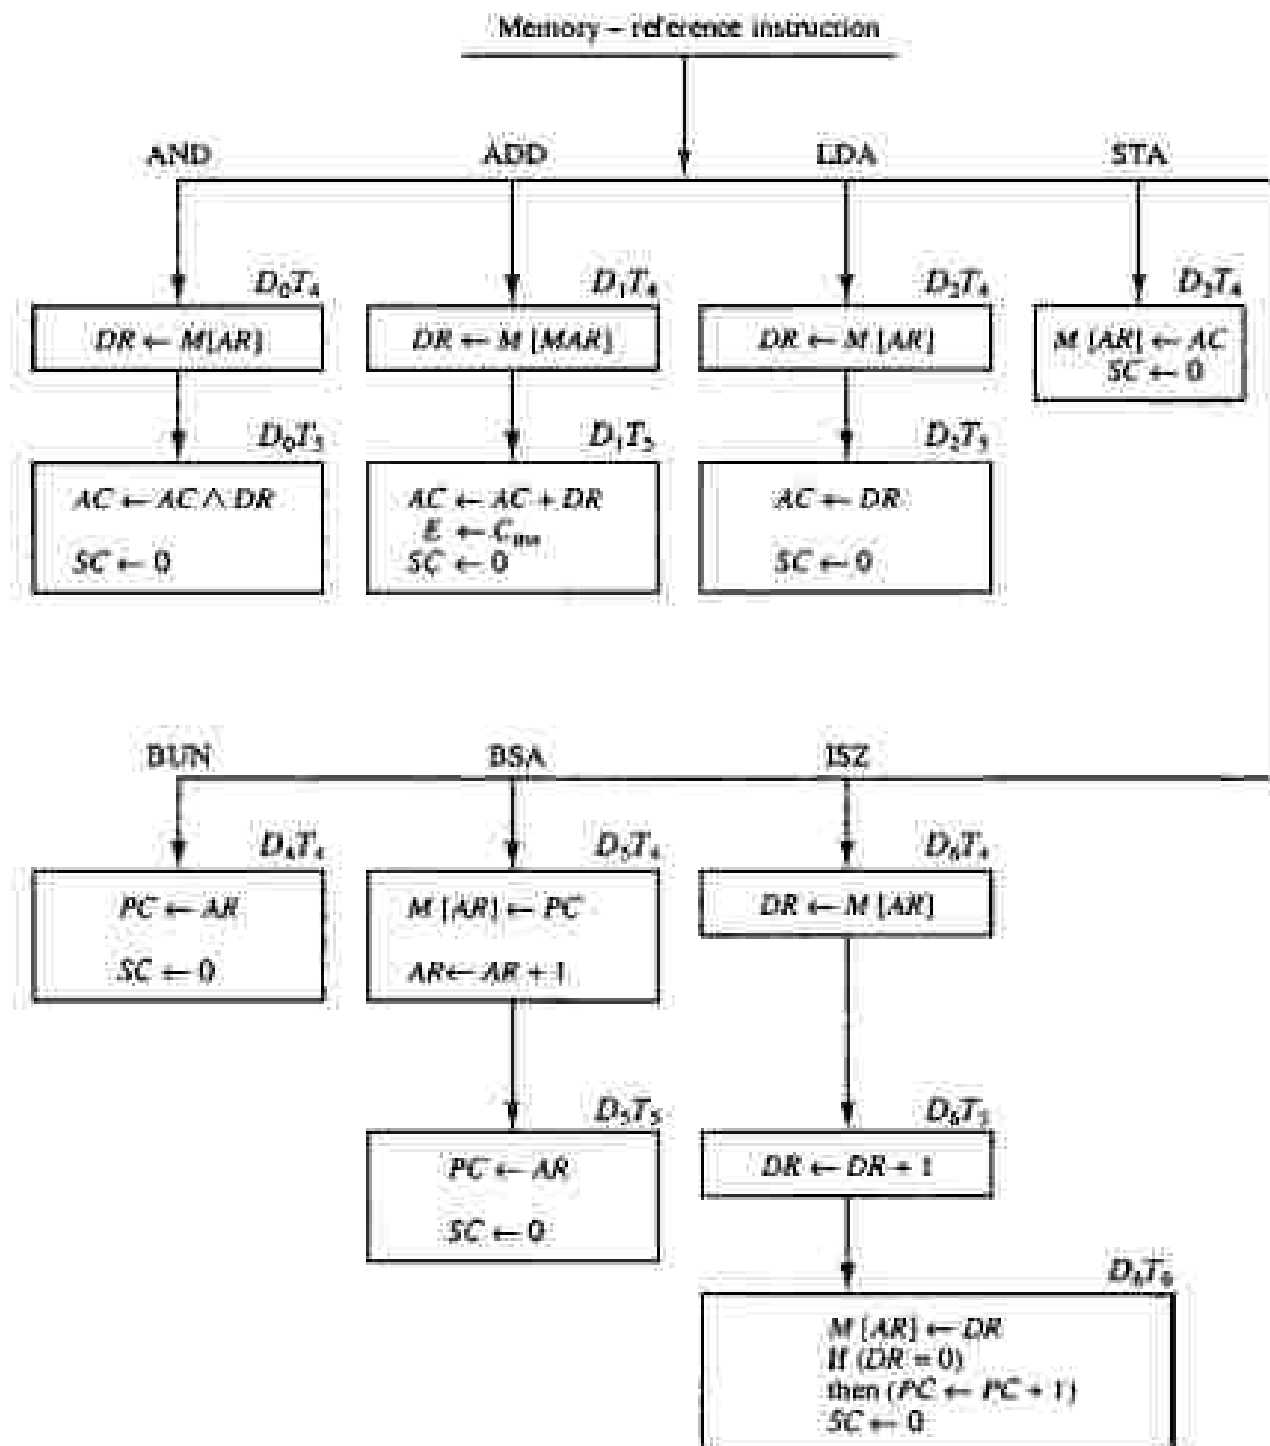 Memory – reference instruction
AND ADD LDA STA
D₀T₄ D₁T₄ D₂T₄ D₃T₄
DR ← M[AR] DR ← M [MAR] DR ← M [AR] M [AR] ← AC
SC ← 0
D₀T₅ D₁T₅ D₂T₅
AC ← AC ∧ DR AC ← AC + DR AC ← DR
E ← Cₒᵤₜ
SC ← 0 SC ← 0 SC ← 0
BUN BSA ISZ
D₄T₄ D₅T₄ D₆T₄
PC ← AR M [AR] ← PC DR ← M [AR]
SC ← 0 AR ← AR + 1
D₅T₅ D₆T₅
PC ← AR DR ← DR + 1
SC ← 0
D₆T₆
M [AR] ← DR
If (DR = 0)
then (PC ← PC + 1)
SC ← 0